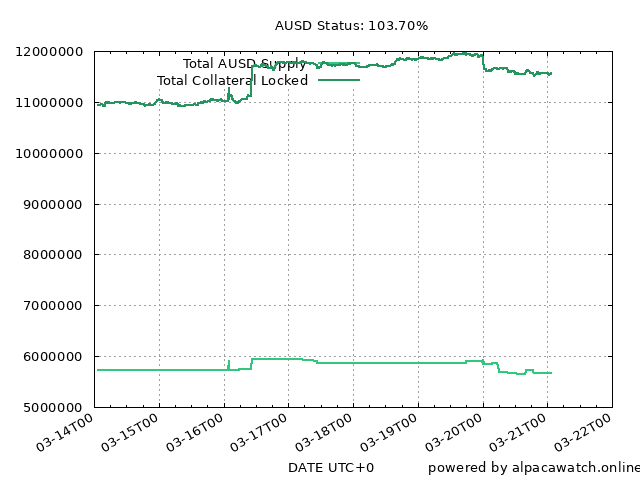 AUSD Status: 103.70%
12000000
Total AUSD Supply
Total Collateral Locked
11000000
10000000
9000000
8000000
7000000
6000000
5000000
03-14T00
03-15T00
03-16T00
03-17T00
03-18T00
03-19T00
03-20T00
03-21T00
03-22T00
DATE UTC+0
powered by alpacawatch.online